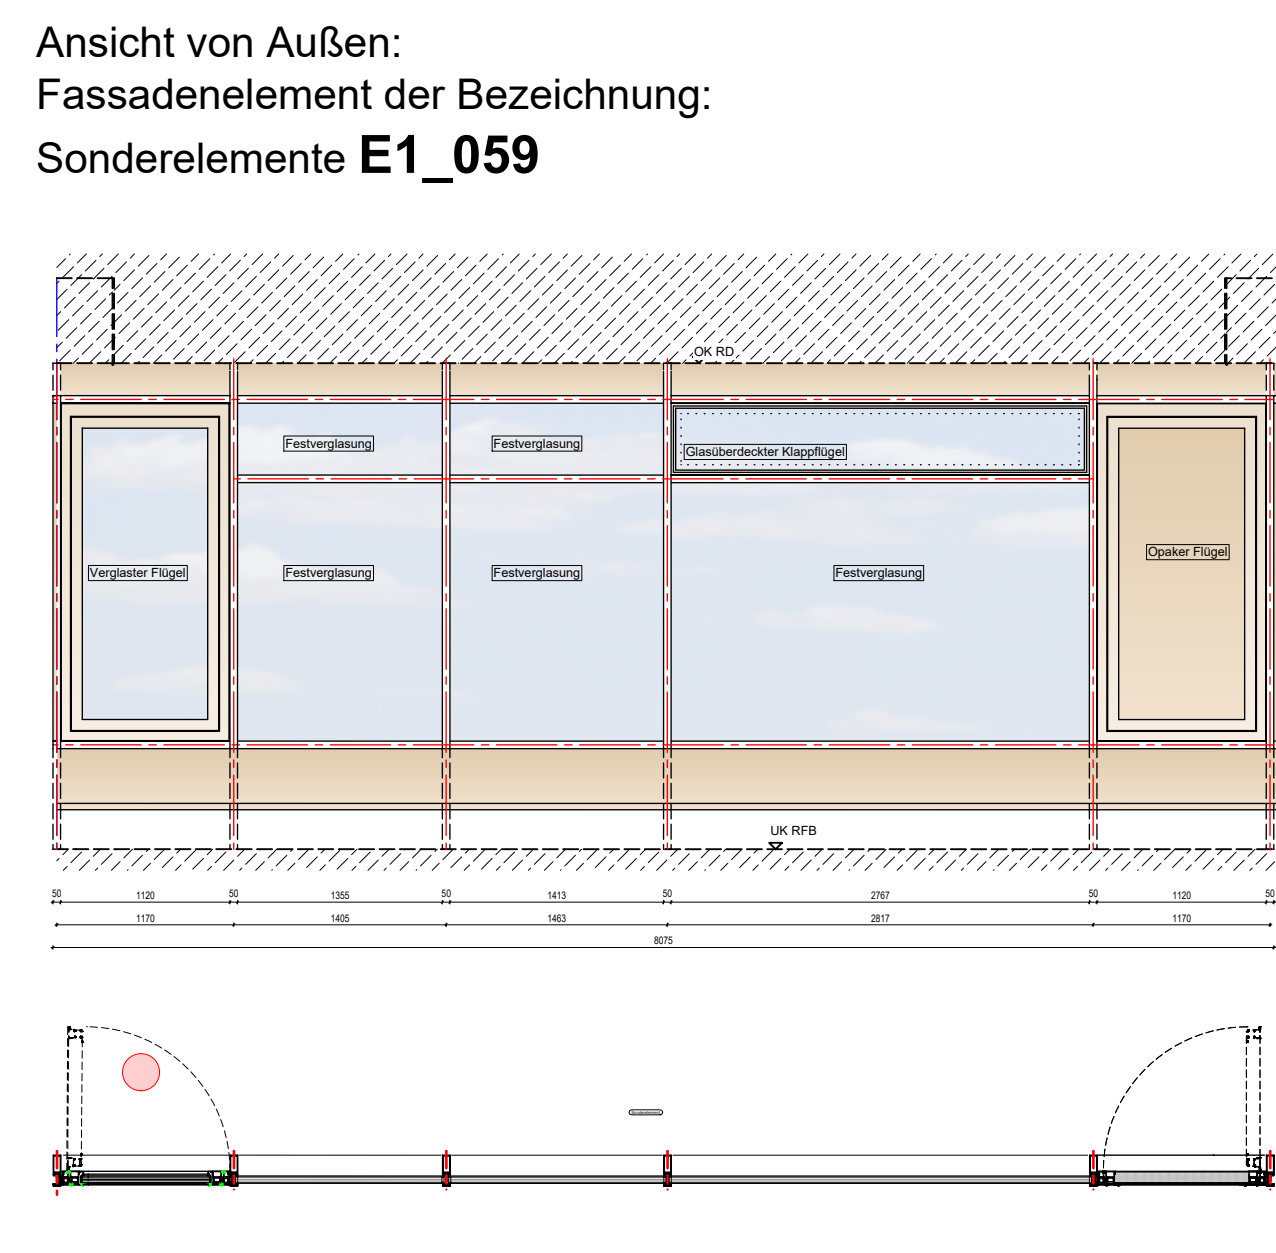 Ansicht von Außen:
Fassadenelement der Bezeichnung:
Sonderelemente E1_059
OK RD
Festverglasung
Festverglasung
Glasüberdeckter Klappflügel
Opaker Flügel
Verglaster Flügel
Festverglasung
Festverglasung
Festverglasung
UK RFB
50 1120 50 1355 50 1413 50 2767 50 1120 50
1170 1405 1463 2817 1170
8075